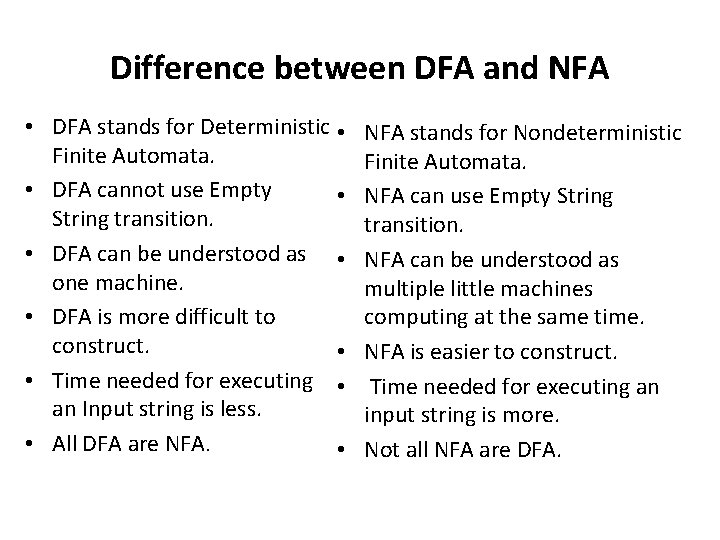 Difference between DFA and NFA
• DFA stands for Deterministic
Finite Automata.
• DFA cannot use Empty
String transition.
• DFA can be understood as
one machine.
• DFA is more difficult to
construct.
• Time needed for executing
an Input string is less.
• All DFA are NFA.
• NFA stands for Nondeterministic
Finite Automata.
• NFA can use Empty String
transition.
• NFA can be understood as
multiple little machines
computing at the same time.
• NFA is easier to construct.
• Time needed for executing an
input string is more.
• Not all NFA are DFA.